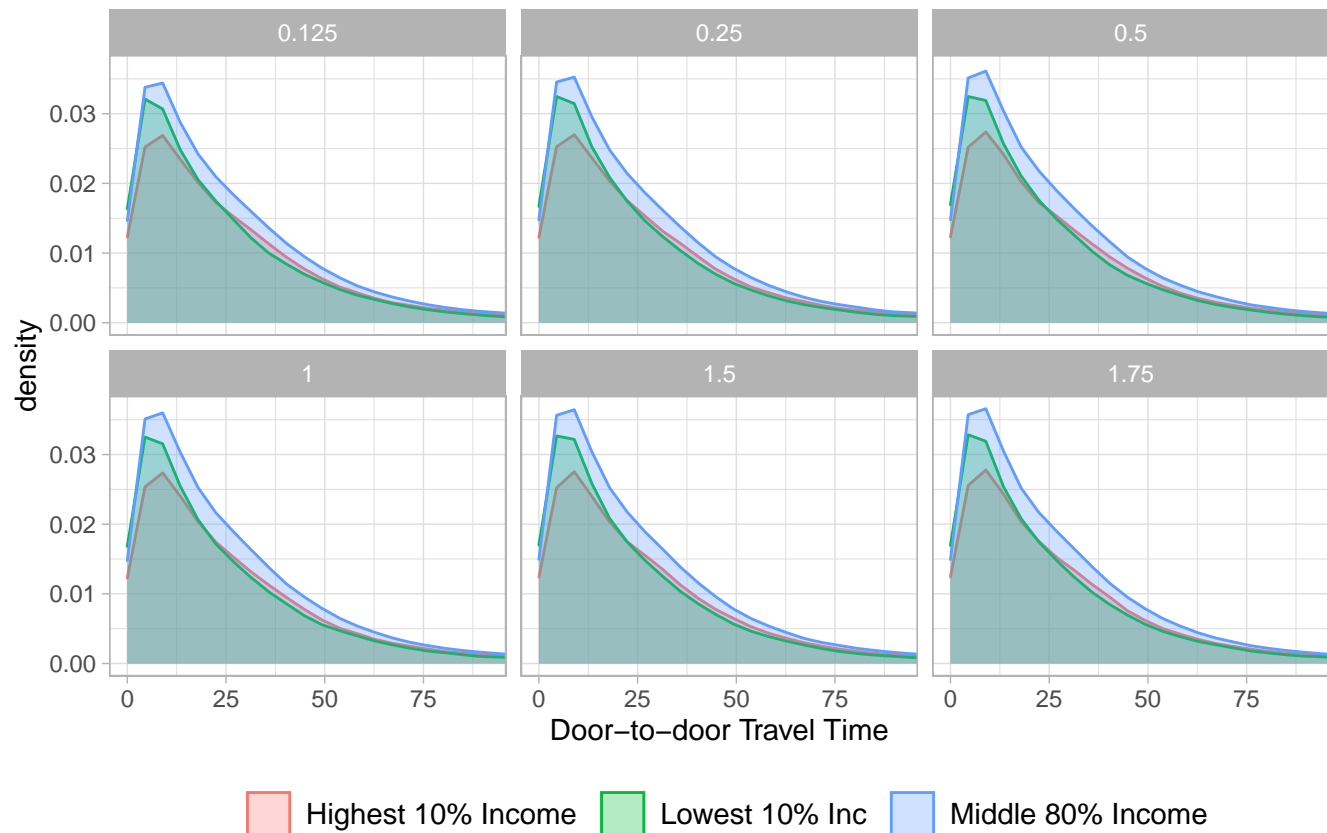 0.125 0.25 0.5
0.03
0.02
0.01
0.00
density
1 1.5 1.75
0.03
0.02
0.01
0.00
0 25 50 75 0 25 50 75 0 25 50 75
Door−to−door Travel Time
Highest 10% Income Lowest 10% Inc Middle 80% Income